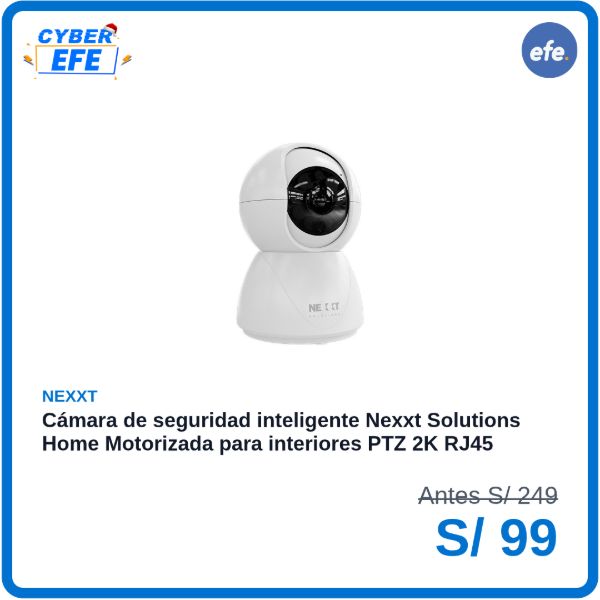 CYBER
EFE
efe.
NEXXT
NEXXT
Cámara de seguridad inteligente Nexxt Solutions
Home Motorizada para interiores PTZ 2K RJ45
Antes S/ 249
S/ 99